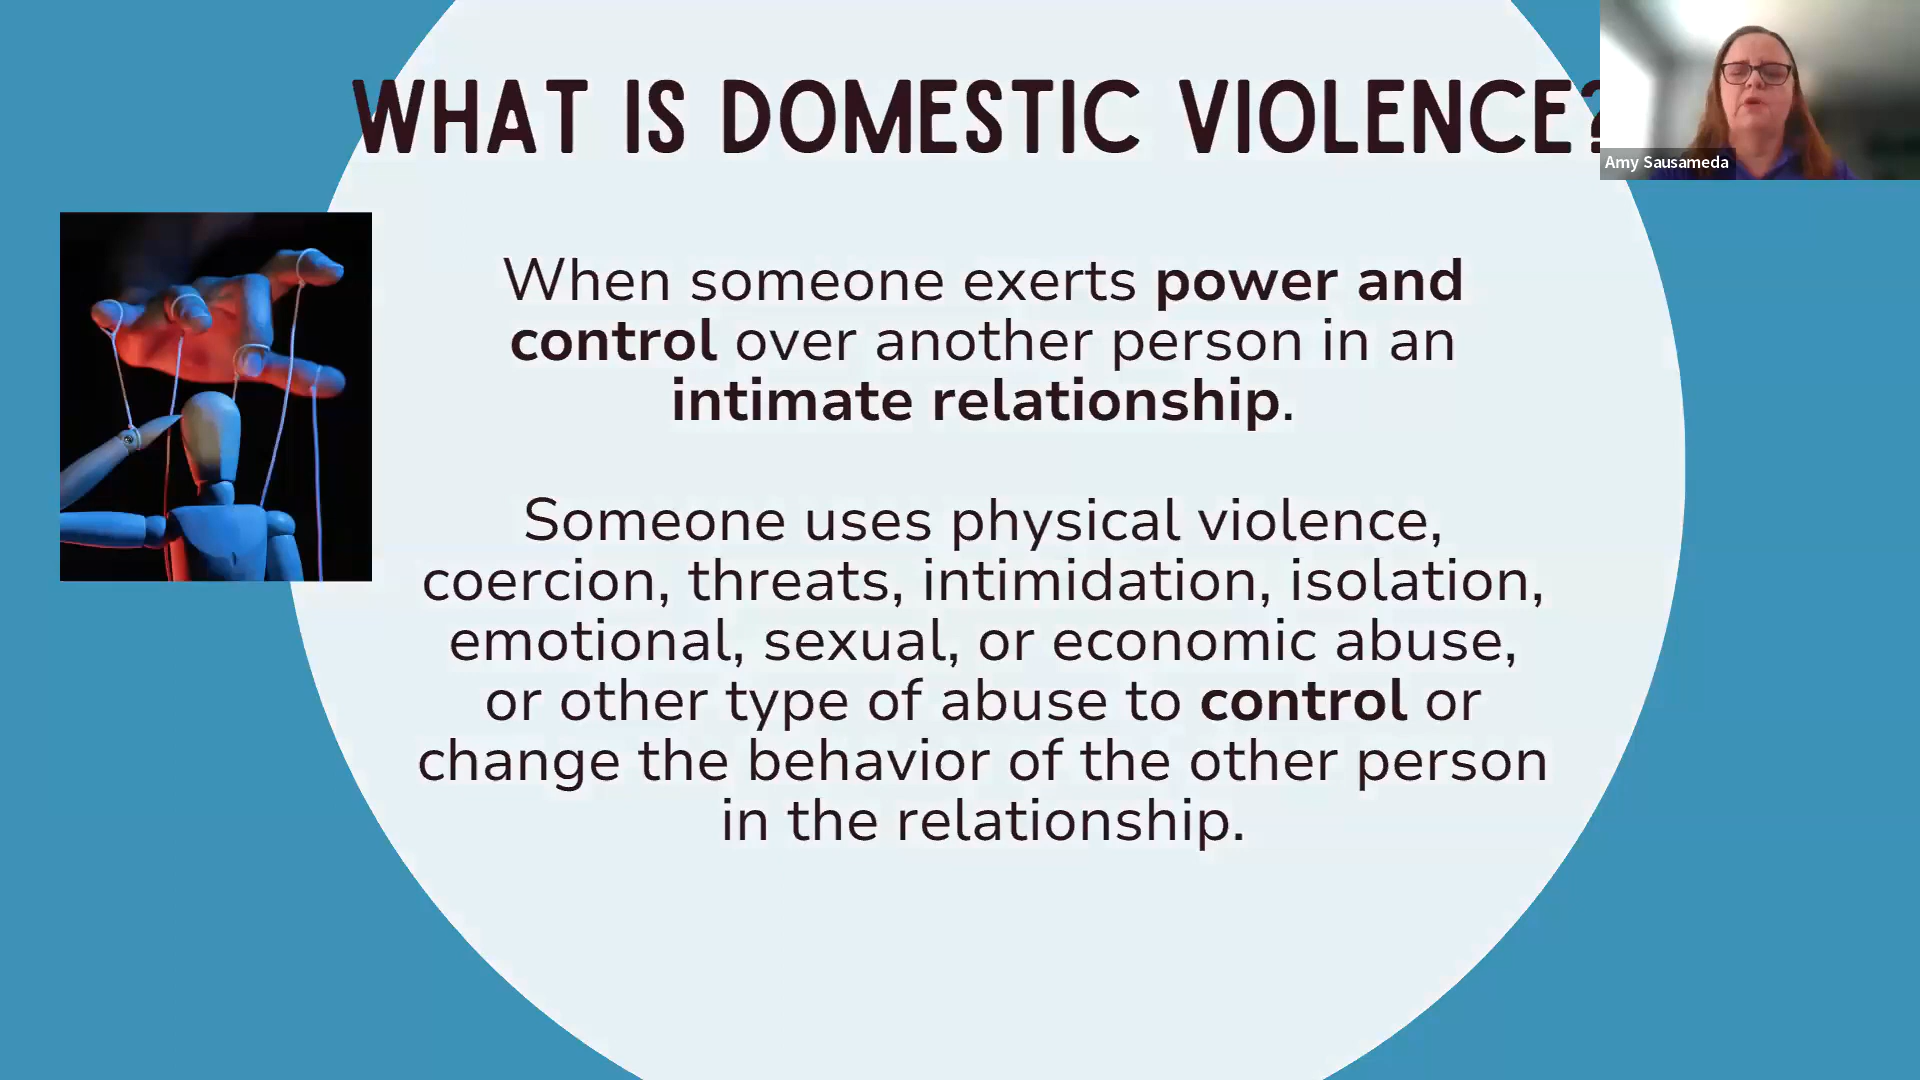 WHAT IS DOMESTIC VIOLENCE?
Amy Sausameda
When someone exerts power and
control over another person in an
intimate relationship.
Someone uses physical violence,
coercion, threats, intimidation, isolation,
emotional, sexual, or economic abuse,
or other type of abuse to control or
change the behavior of the other person
in the relationship.